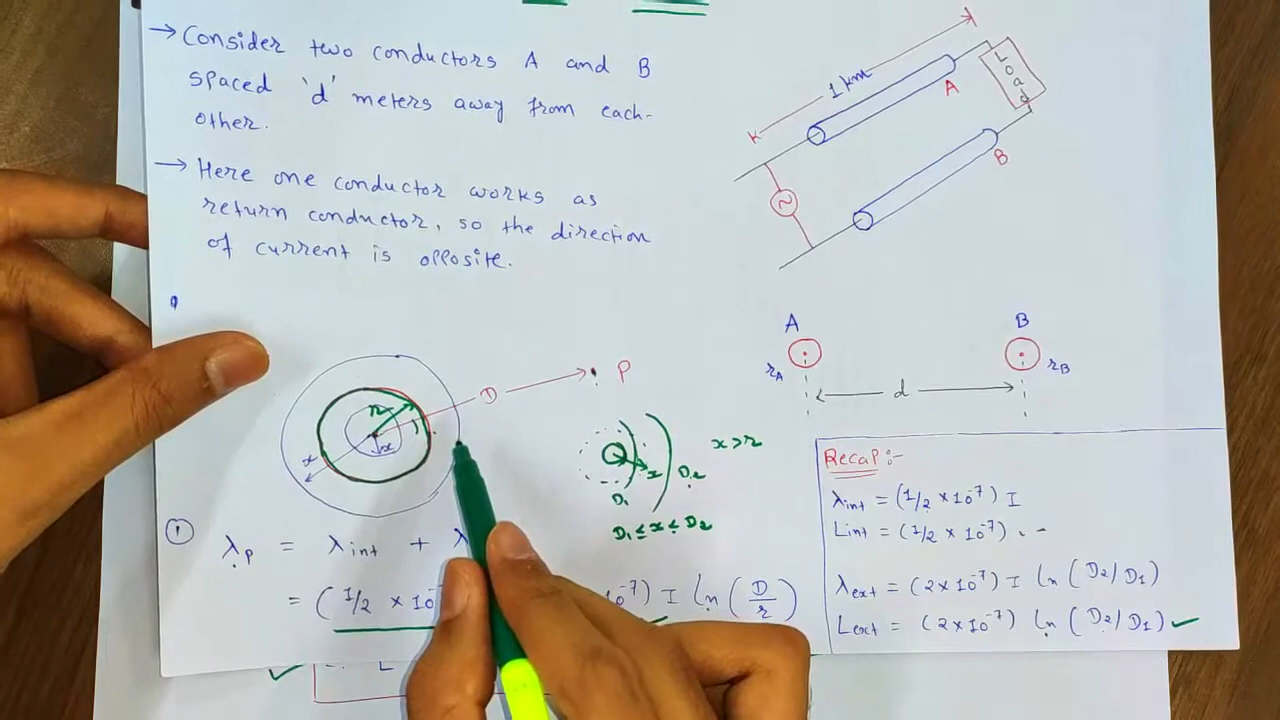 → Consider two conductors A and B
spaced 'd' meters away from each-
other.
→ Here one conductor works as
return conductor, so the direction
of current is opposite.
1 km
A
B
Load
A
B
rA
rB
d
D
P
r
x
x
x
D1
D2
x>r
D1 ≤ x ≤ D2
① λP = λint + λ
= (1/2 × 10⁻⁷) I ln (D/r)
Recap :-
λint = (1/2 × 10⁻⁷) I
Lint = (1/2 × 10⁻⁷)
λext = (2×10⁻⁷) I ln (D2/D1)
Lext = (2×10⁻⁷) ln (D2/D1)
L